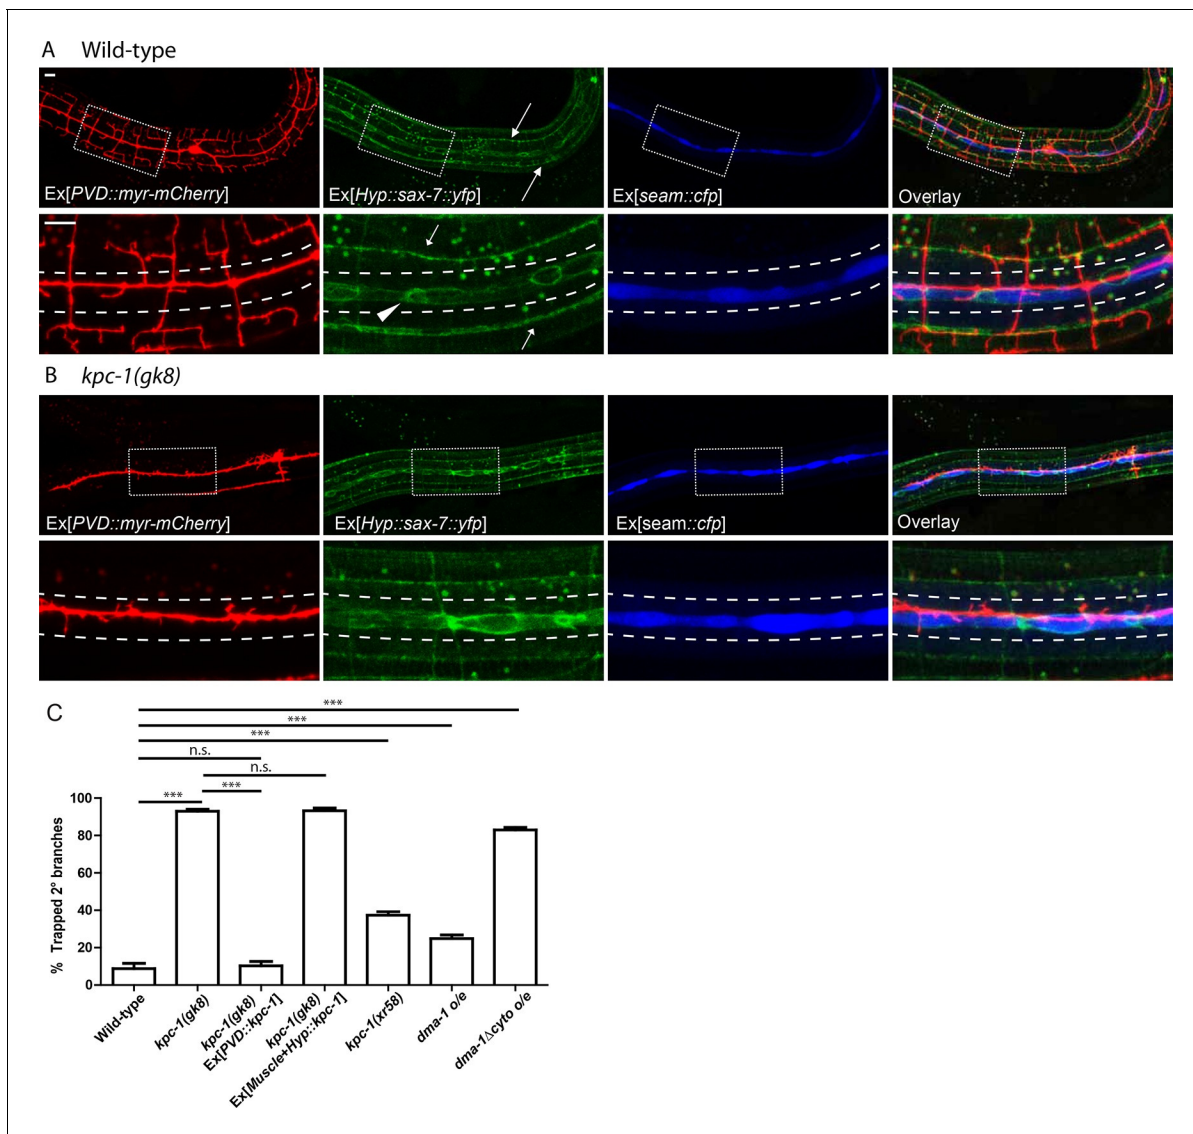 A Wild-type
Ex[PVD::myr-mCherry]
Ex[Hyp::sax-7::yfp]
Ex[seam::cfp]
Overlay
B kpc-1(gk8)
Ex[PVD::myr-mCherry]
Ex[Hyp::sax-7::yfp]
Ex[seam::cfp]
Overlay
C
***
***
***
n.s.
n.s.
***
***
% Trapped 2° branches
100
80
60
40
20
0
Wild-type
kpc-1(gk8)
kpc-1(gk8)
Ex[PVD::kpc-1]
kpc-1(gk8)
Ex[Muscle+Hyp::kpc-1]
kpc-1(xr58)
dma-1 o/e
dma-1Δcyto o/e